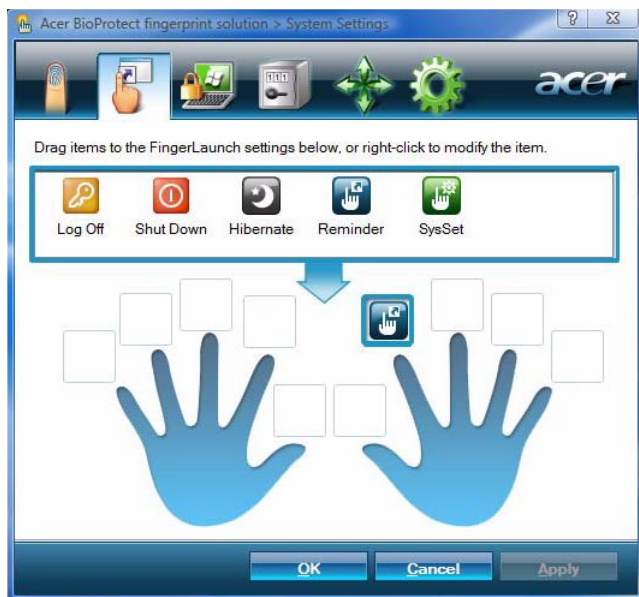 Acer BioProtect fingerprint solution > System Settings
acer
Drag items to the FingerLaunch settings below, or right-click to modify the item.
Log Off Shut Down Hibernate Reminder SysSet
OK Cancel Apply